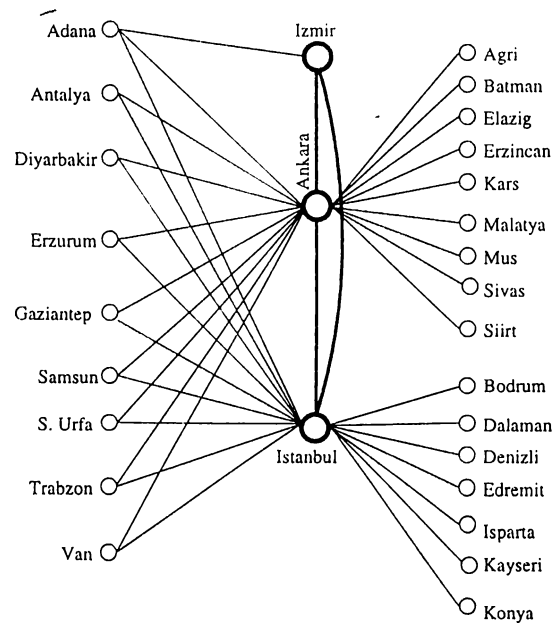 Adana
Antalya
Diyarbakir
Erzurum
Gaziantep
Samsun
S. Urfa
Trabzon
Van
Izmir
Ankara
Istanbul
Agri
Batman
Elazig
Erzincan
Kars
Malatya
Mus
Sivas
Siirt
Bodrum
Dalaman
Denizli
Edremit
Isparta
Kayseri
Konya